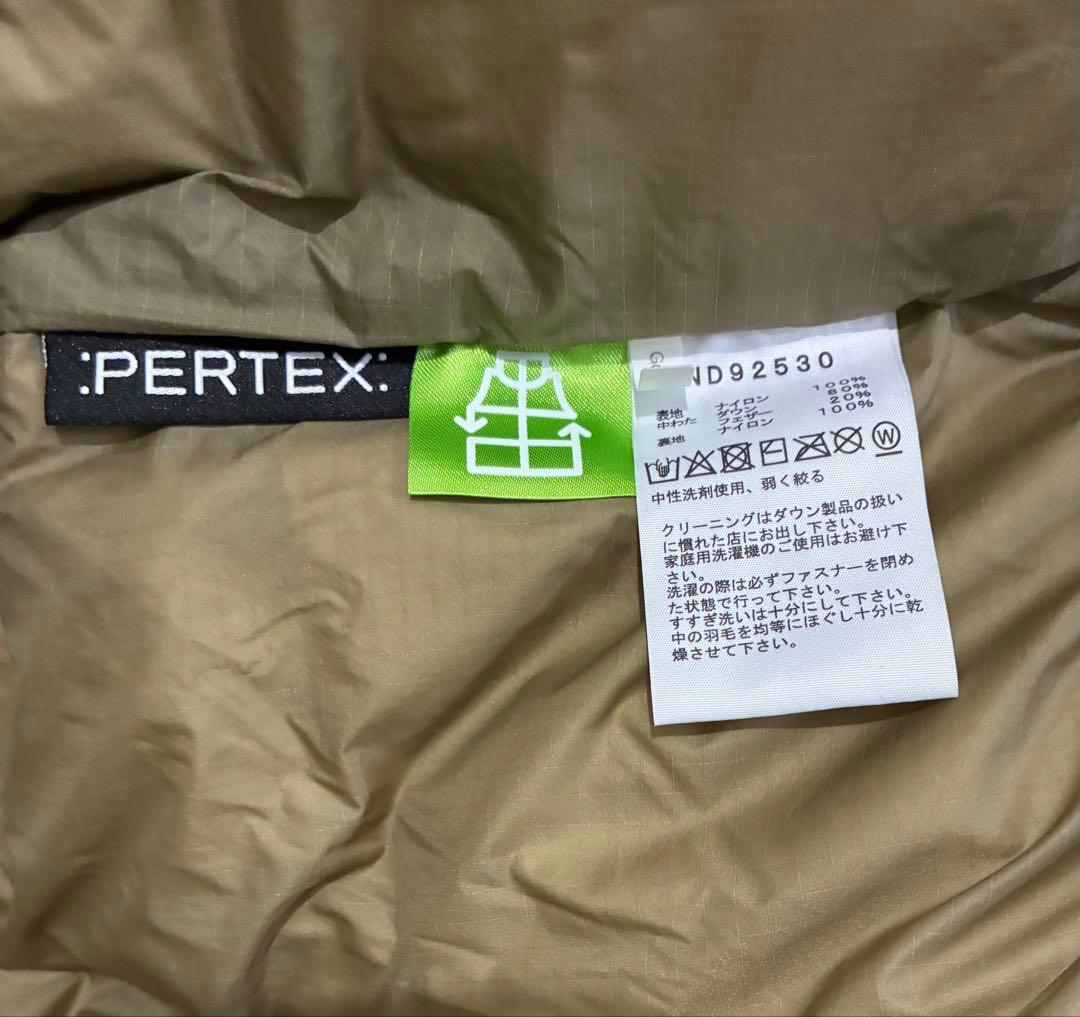 :PERTEX:
ND92530
表地 ナイロン 100%
中わた ダウン 80%
フェザー 20%
裏地 ナイロン 100%
W
中性洗剤使用、弱く絞る
クリーニングはダウン製品の扱い
に慣れた店にお出し下さい。
家庭用洗濯機のご使用はお避け下
さい。
洗濯の際は必ずファスナーを閉め
た状態で行って下さい。
すすぎ洗いは十分にして下さい。
中の羽毛を均等にほぐし十分に乾
燥させて下さい。